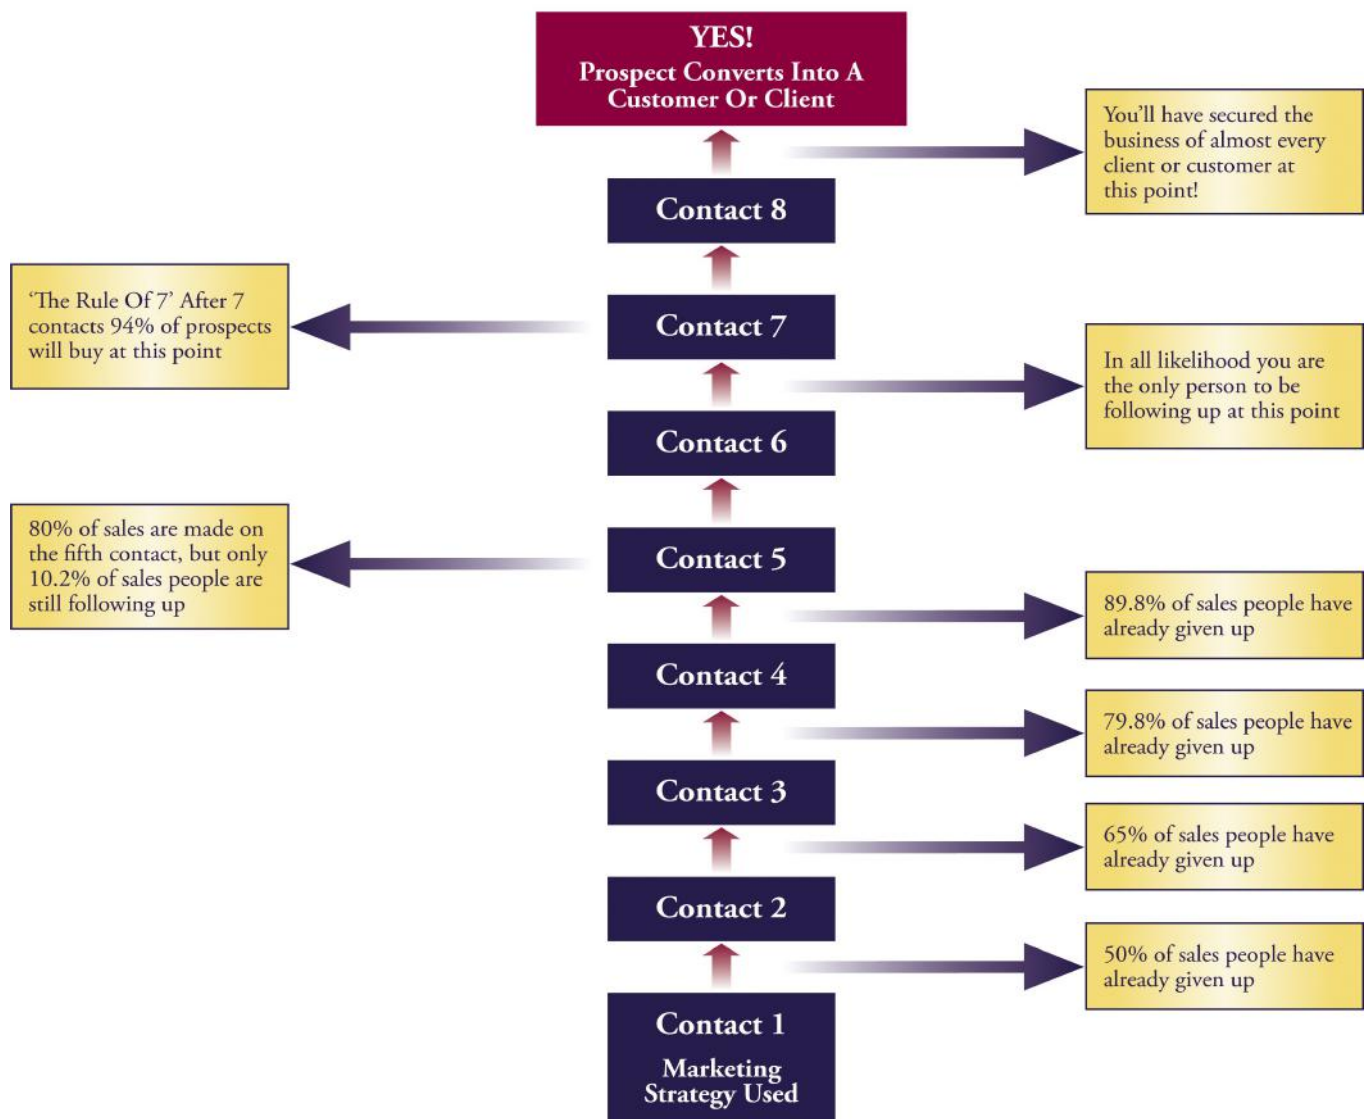 YES!
Prospect Converts Into A
Customer Or Client
You’ll have secured the
business of almost every
client or customer at
this point!
Contact 8
‘The Rule Of 7’ After 7
contacts 94% of prospects
will buy at this point
Contact 7
In all likelihood you are
the only person to be
following up at this point
Contact 6
80% of sales are made on
the fifth contact, but only
10.2% of sales people are
still following up
Contact 5
89.8% of sales people have
already given up
Contact 4
79.8% of sales people have
already given up
Contact 3
65% of sales people have
already given up
Contact 2
50% of sales people have
already given up
Contact 1
Marketing
Strategy Used